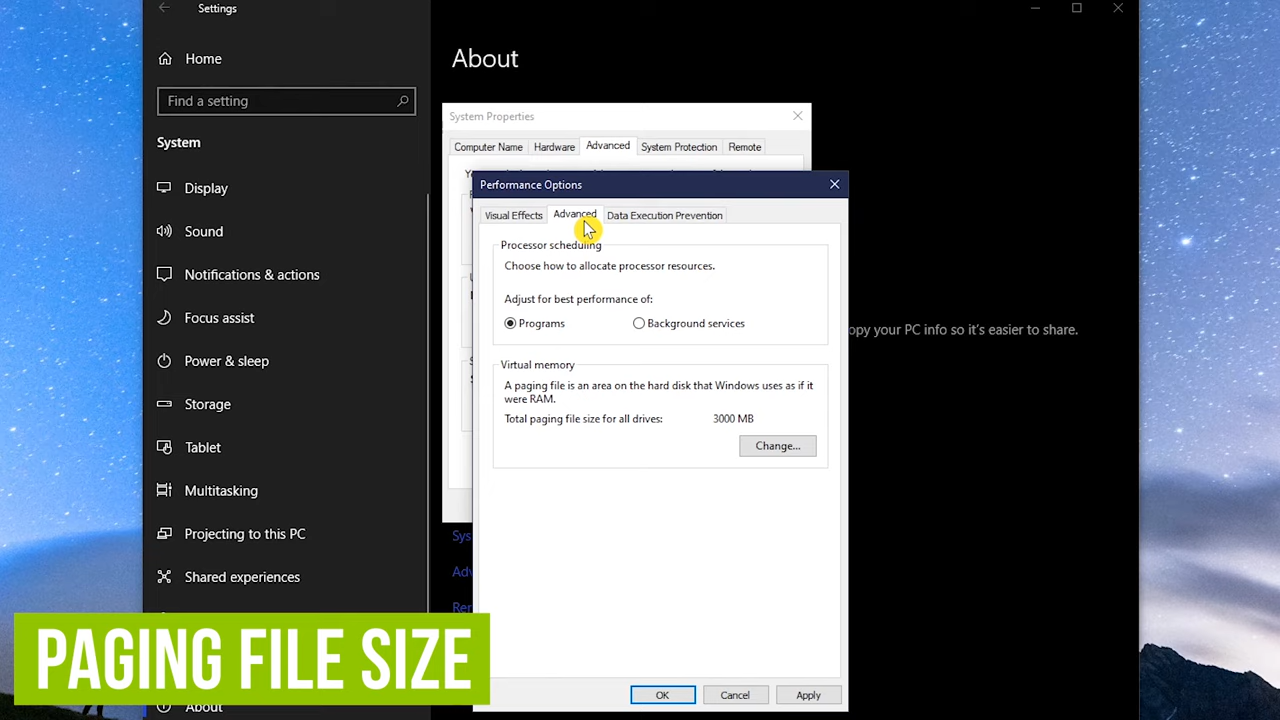 Settings
Home
Find a setting
System
Display
Sound
Notifications & actions
Focus assist
Power & sleep
Storage
Tablet
Multitasking
Projecting to this PC
Shared experiences
About
About
opy your PC info so it's easier to share.
Sys
Adv
Ren
System Properties
Computer Name
Hardware
Advanced
System Protection
Remote
Performance Options
Visual Effects
Advanced
Data Execution Prevention
Processor scheduling
Choose how to allocate processor resources.
Adjust for best performance of:
Programs
Background services
Virtual memory
A paging file is an area on the hard disk that Windows uses as if it
were RAM.
Total paging file size for all drives: 3000 MB
Change...
OK
Cancel
Apply
PAGING FILE SIZE